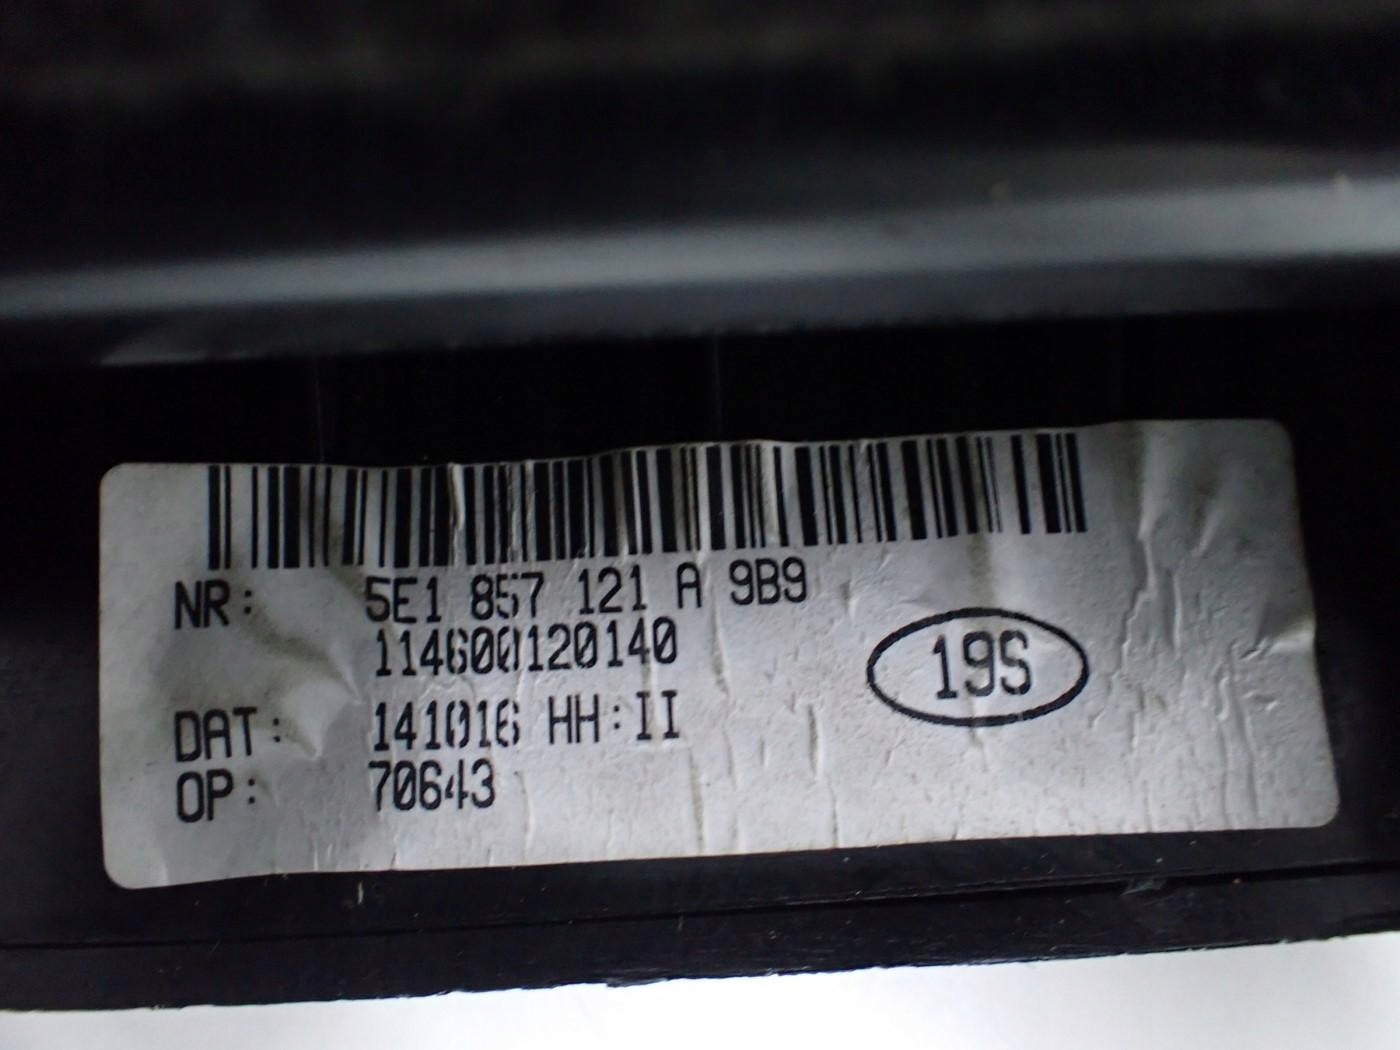 NR: 5E1 857 121 A 9B9
114600120140
19S
DAT: 141016 HH:II
OP: 70643